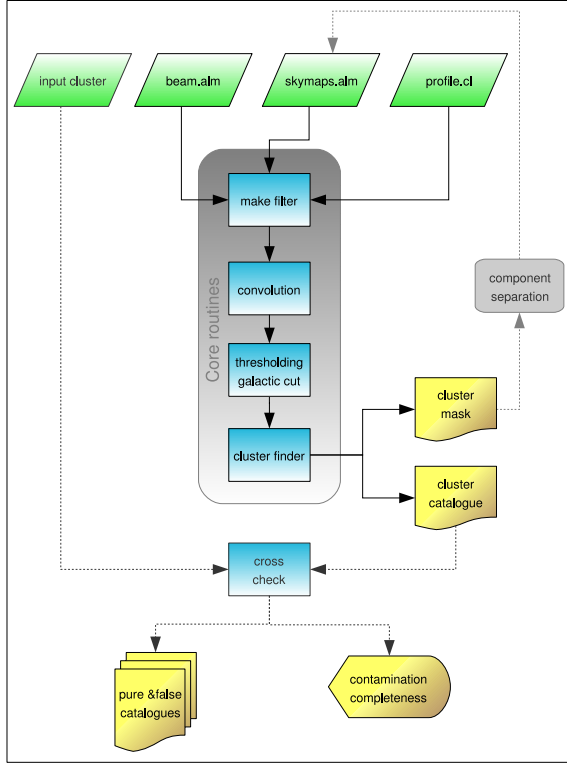 input cluster
beam.alm
skymaps.alm
profile.cl
Core routines
make filter
convolution
thresholding
galactic cut
cluster finder
component
separation
cluster
mask
cluster
catalogue
cross
check
pure &false
catalogues
contamination
completeness